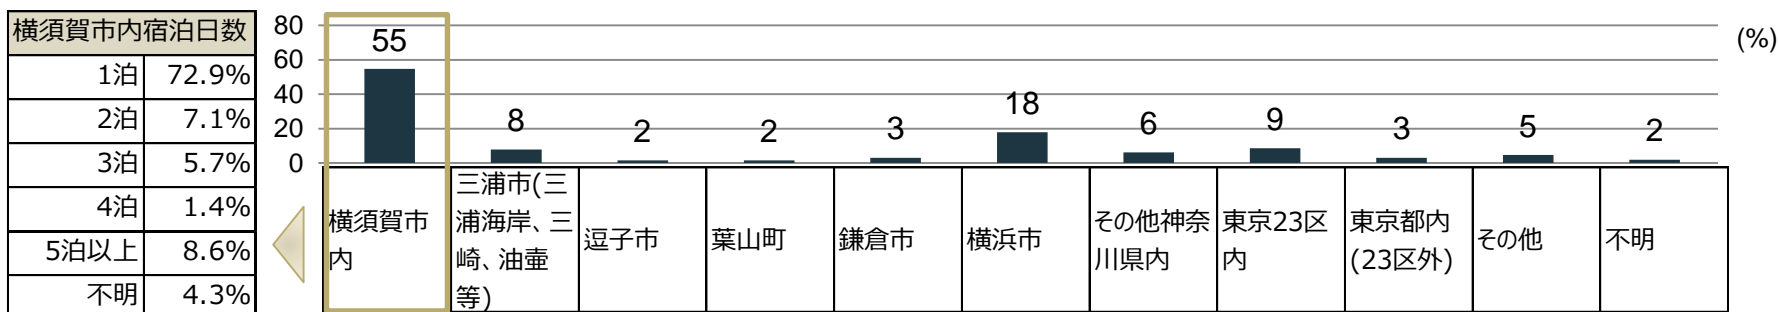 横須賀市内宿泊日数
1泊 72.9%
2泊 7.1%
3泊 5.7%
4泊 1.4%
5泊以上 8.6%
不明 4.3%
(%)
80
60
40
20
0
55
8
2
2
3
18
6
9
3
5
2
横須賀市
内
三浦市(三
浦海岸、三
崎、油壷
等)
逗子市
葉山町
鎌倉市
横浜市
その他神奈
川県内
東京23区
内
東京都内
(23区外)
その他
不明